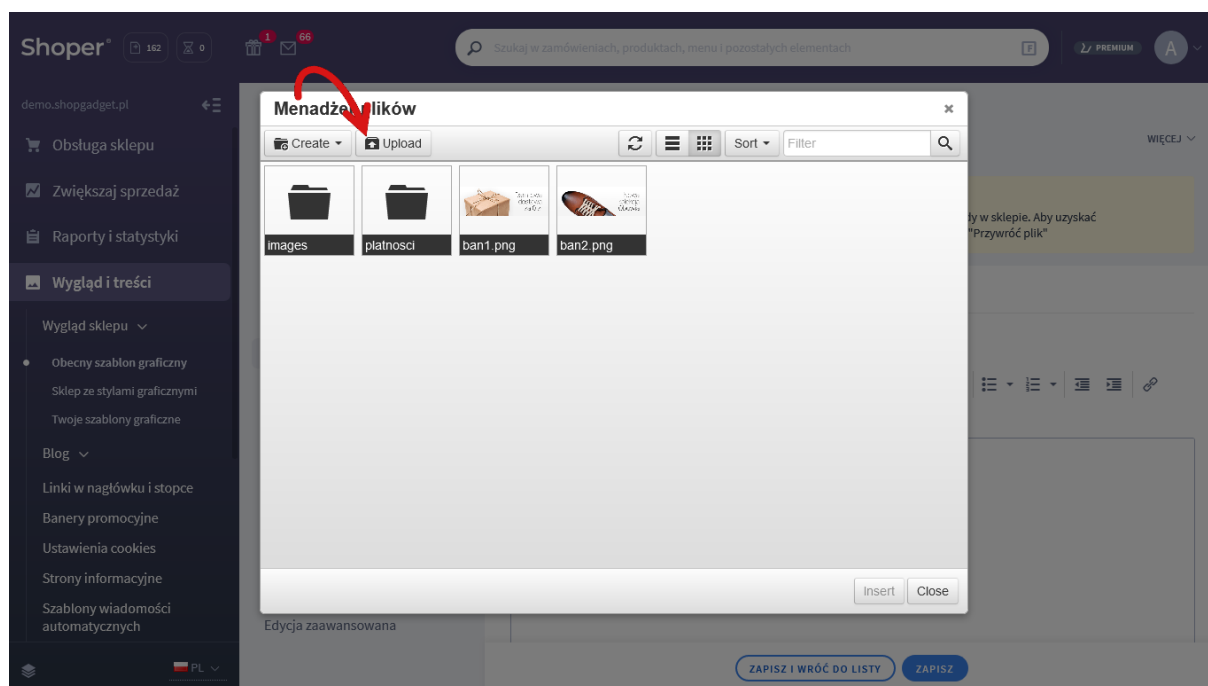 Shoper
162
0
1
66
Szukaj w zamówieniach, produktach, menu i pozostałych elementach
F
PREMIUM
A
demo.shopgadget.pl
Obsługa sklepu
Zwiększaj sprzedaż
Raporty i statystyki
Wygląd i treści
Wygląd sklepu
Obecny szablon graficzny
Sklep ze stylami graficznymi
Twoje szablony graficzne
Blog
Linki w nagłówku i stopce
Banery promocyjne
Ustawienia cookies
Strony informacyjne
Szablony wiadomości
automatycznych
PL
Menadżer plików
Create
Upload
Sort
Filter
images
platnosci
ban1.png
ban2.png
Insert
Close
WIĘCEJ
dy w sklepie. Aby uzyskać
"Przywróć plik"
Edycja zaawansowana
ZAPISZ I WRÓĆ DO LISTY
ZAPISZ